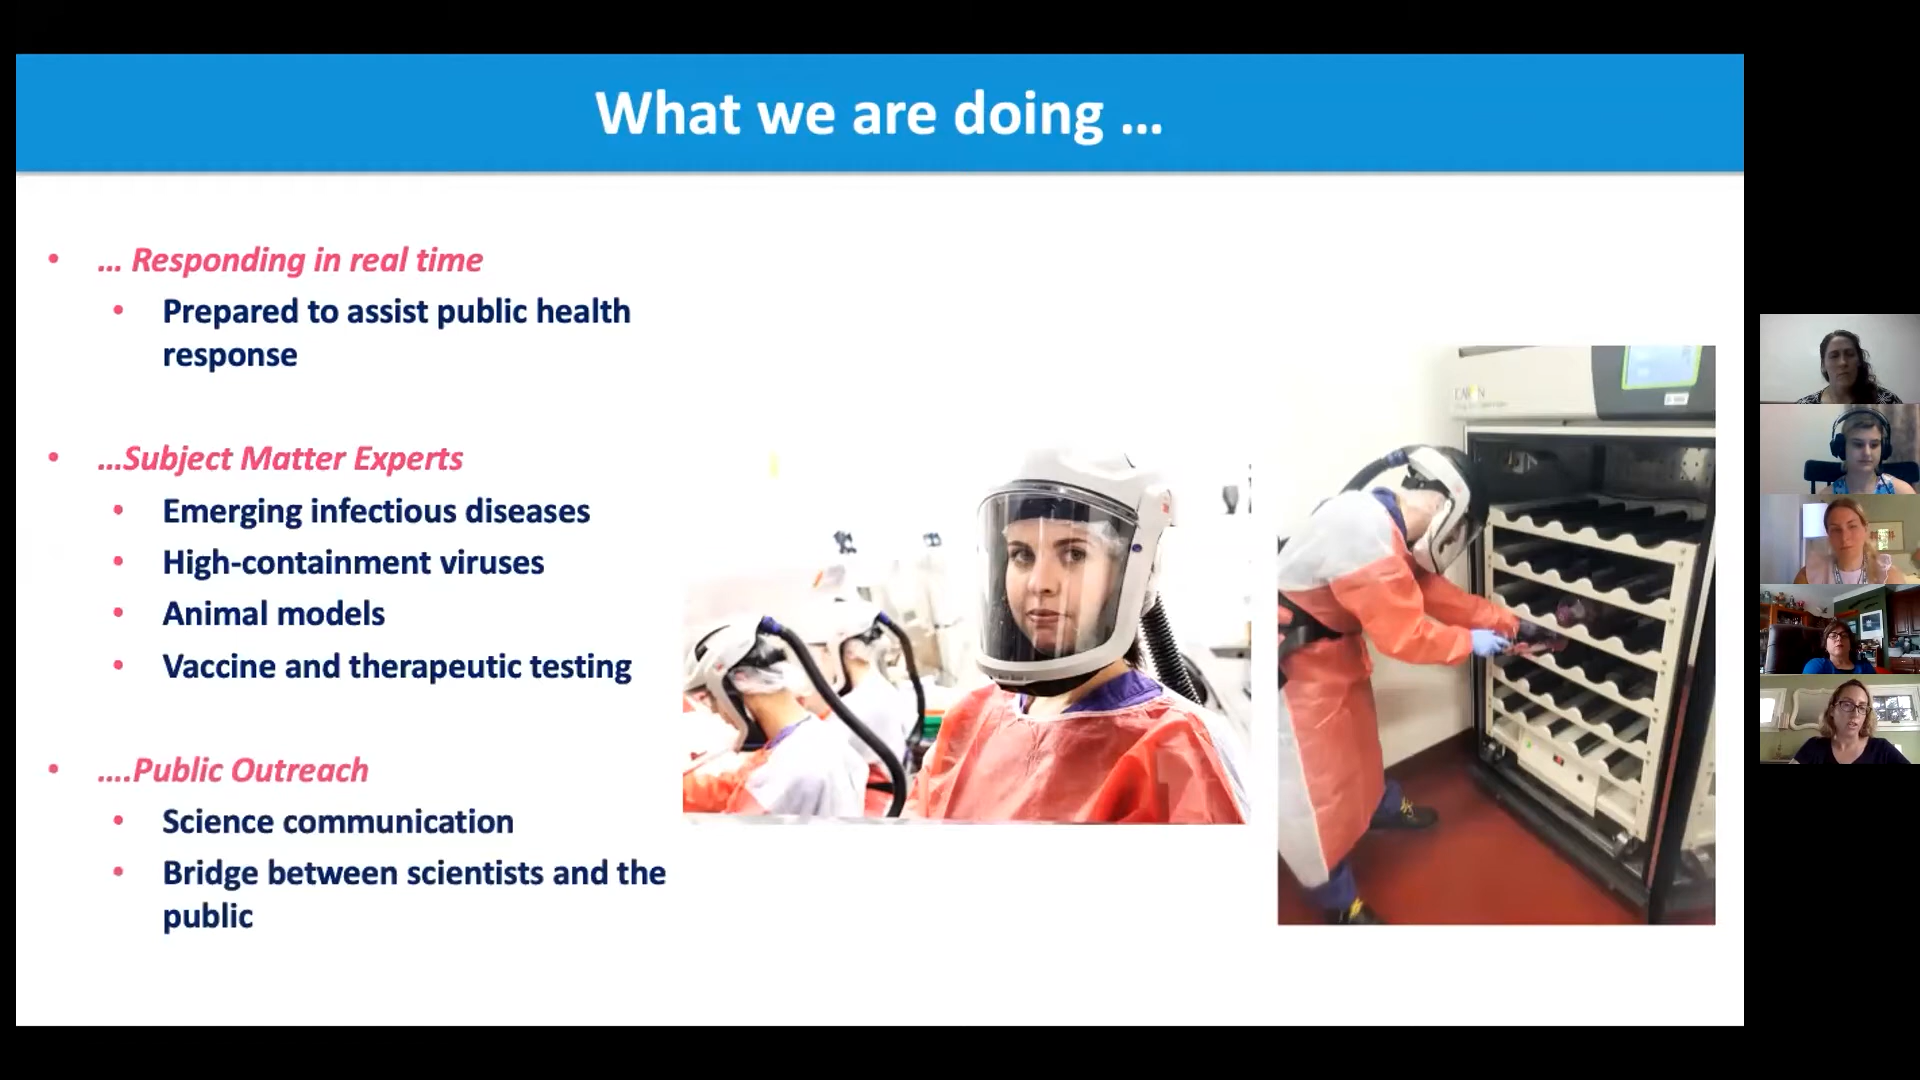 What we are doing ...
... Responding in real time
Prepared to assist public health
response
...Subject Matter Experts
Emerging infectious diseases
High-containment viruses
Animal models
Vaccine and therapeutic testing
....Public Outreach
Science communication
Bridge between scientists and the
public